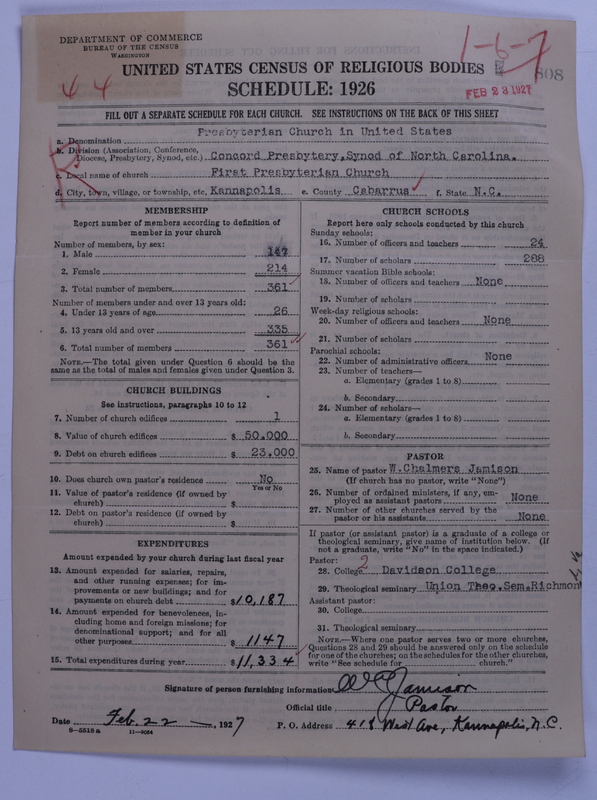 DEPARTMENT OF COMMERCE
BUREAU OF THE CENSUS
WASHINGTON
44
1-6-7
808
FEB 23 1927
UNITED STATES CENSUS OF RELIGIOUS BODIES
SCHEDULE: 1926
FILL OUT A SEPARATE SCHEDULE FOR EACH CHURCH. SEE INSTRUCTIONS ON THE BACK OF THIS SHEET
a. Denomination Presbyterian Church in United States
b. Division (Association, Conference, Diocese, Presbytery, Synod, etc.) Concord Presbytery,Synod of North Carolina.
c. Local name of church First Presbyterian Church
d. City, town, village, or township, etc. Kannapolis e. County Cabarrus f. State N.C.
MEMBERSHIP
Report number of members according to definition of
member in your church
Number of members, by sex:
1. Male 147
2. Female 214
3. Total number of members 361
Number of members under and over 13 years old:
4. Under 13 years of age 26
5. 13 years old and over 335
6. Total number of members 361
NOTE.—The total given under Question 6 should be the
same as the total of males and females given under Question 3.
CHURCH BUILDINGS
See instructions, paragraphs 10 to 12
7. Number of church edifices 1
8. Value of church edifices $ 50,000
9. Debt on church edifices $ 23,000
10. Does church own pastor's residence? No
Yes or No
11. Value of pastor's residence (if owned by
church) $
12. Debt on pastor's residence (if owned by
church) $
EXPENDITURES
Amount expended by your church during last fiscal year
13. Amount expended for salaries, repairs,
and other running expenses; for im-
provements or new buildings; and for
payments on church debt $10,187
14. Amount expended for benevolences, in-
cluding home and foreign missions; for
denominational support; and for all
other purposes $ 1147
15. Total expenditures during year $11,334
CHURCH SCHOOLS
Report here only schools conducted by this church
Sunday schools:
16. Number of officers and teachers 24
17. Number of scholars 288
Summer vacation Bible schools:
18. Number of officers and teachers None
19. Number of scholars
Week-day religious schools:
20. Number of officers and teachers None
21. Number of scholars
Parochial schools:
22. Number of administrative officers None
23. Number of teachers—
a. Elementary (grades 1 to 8)
b. Secondary
24. Number of scholars—
a. Elementary (grades 1 to 8)
b. Secondary
PASTOR
25. Name of pastor W.Chalmers Jamison
(If church has no pastor, write "None")
26. Number of ordained ministers, if any, em-
ployed as assistant pastors None
27. Number of other churches served by the
pastor or his assistants None
If pastor (or assistant pastor) is a graduate of a college or
theological seminary, give name of institution below. (If
not a graduate, write "No" in the space indicated.)
Pastor:
28. College 2 Davidson College
29. Theological seminary Union Theo.Sem.Richmon
Assistant pastor:
30. College
31. Theological seminary
NOTE.—Where one pastor serves two or more churches,
Questions 28 and 29 should be answered only on the schedule
for one of the churches; on the schedules for the other churches,
write "See schedule for church."
Signature of person furnishing information W C Jamison
Official title Pastor
Date Feb. 22, 1927 P. O. Address 418 West Ave, Kannapolis, N.C.
8—5518 a 11—9054